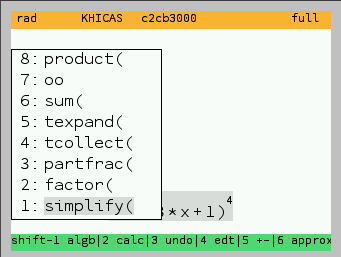 rad KHICAS c2cb3000 full
8: product(
7: oo
6: sum(
5: texpand(
4: tcollect(
3: partfrac(
2: factor(
1: simplify(
*x+1)⁴
shift-1 algb|2 calc|3 undo|4 edt|5 +-|6 approx